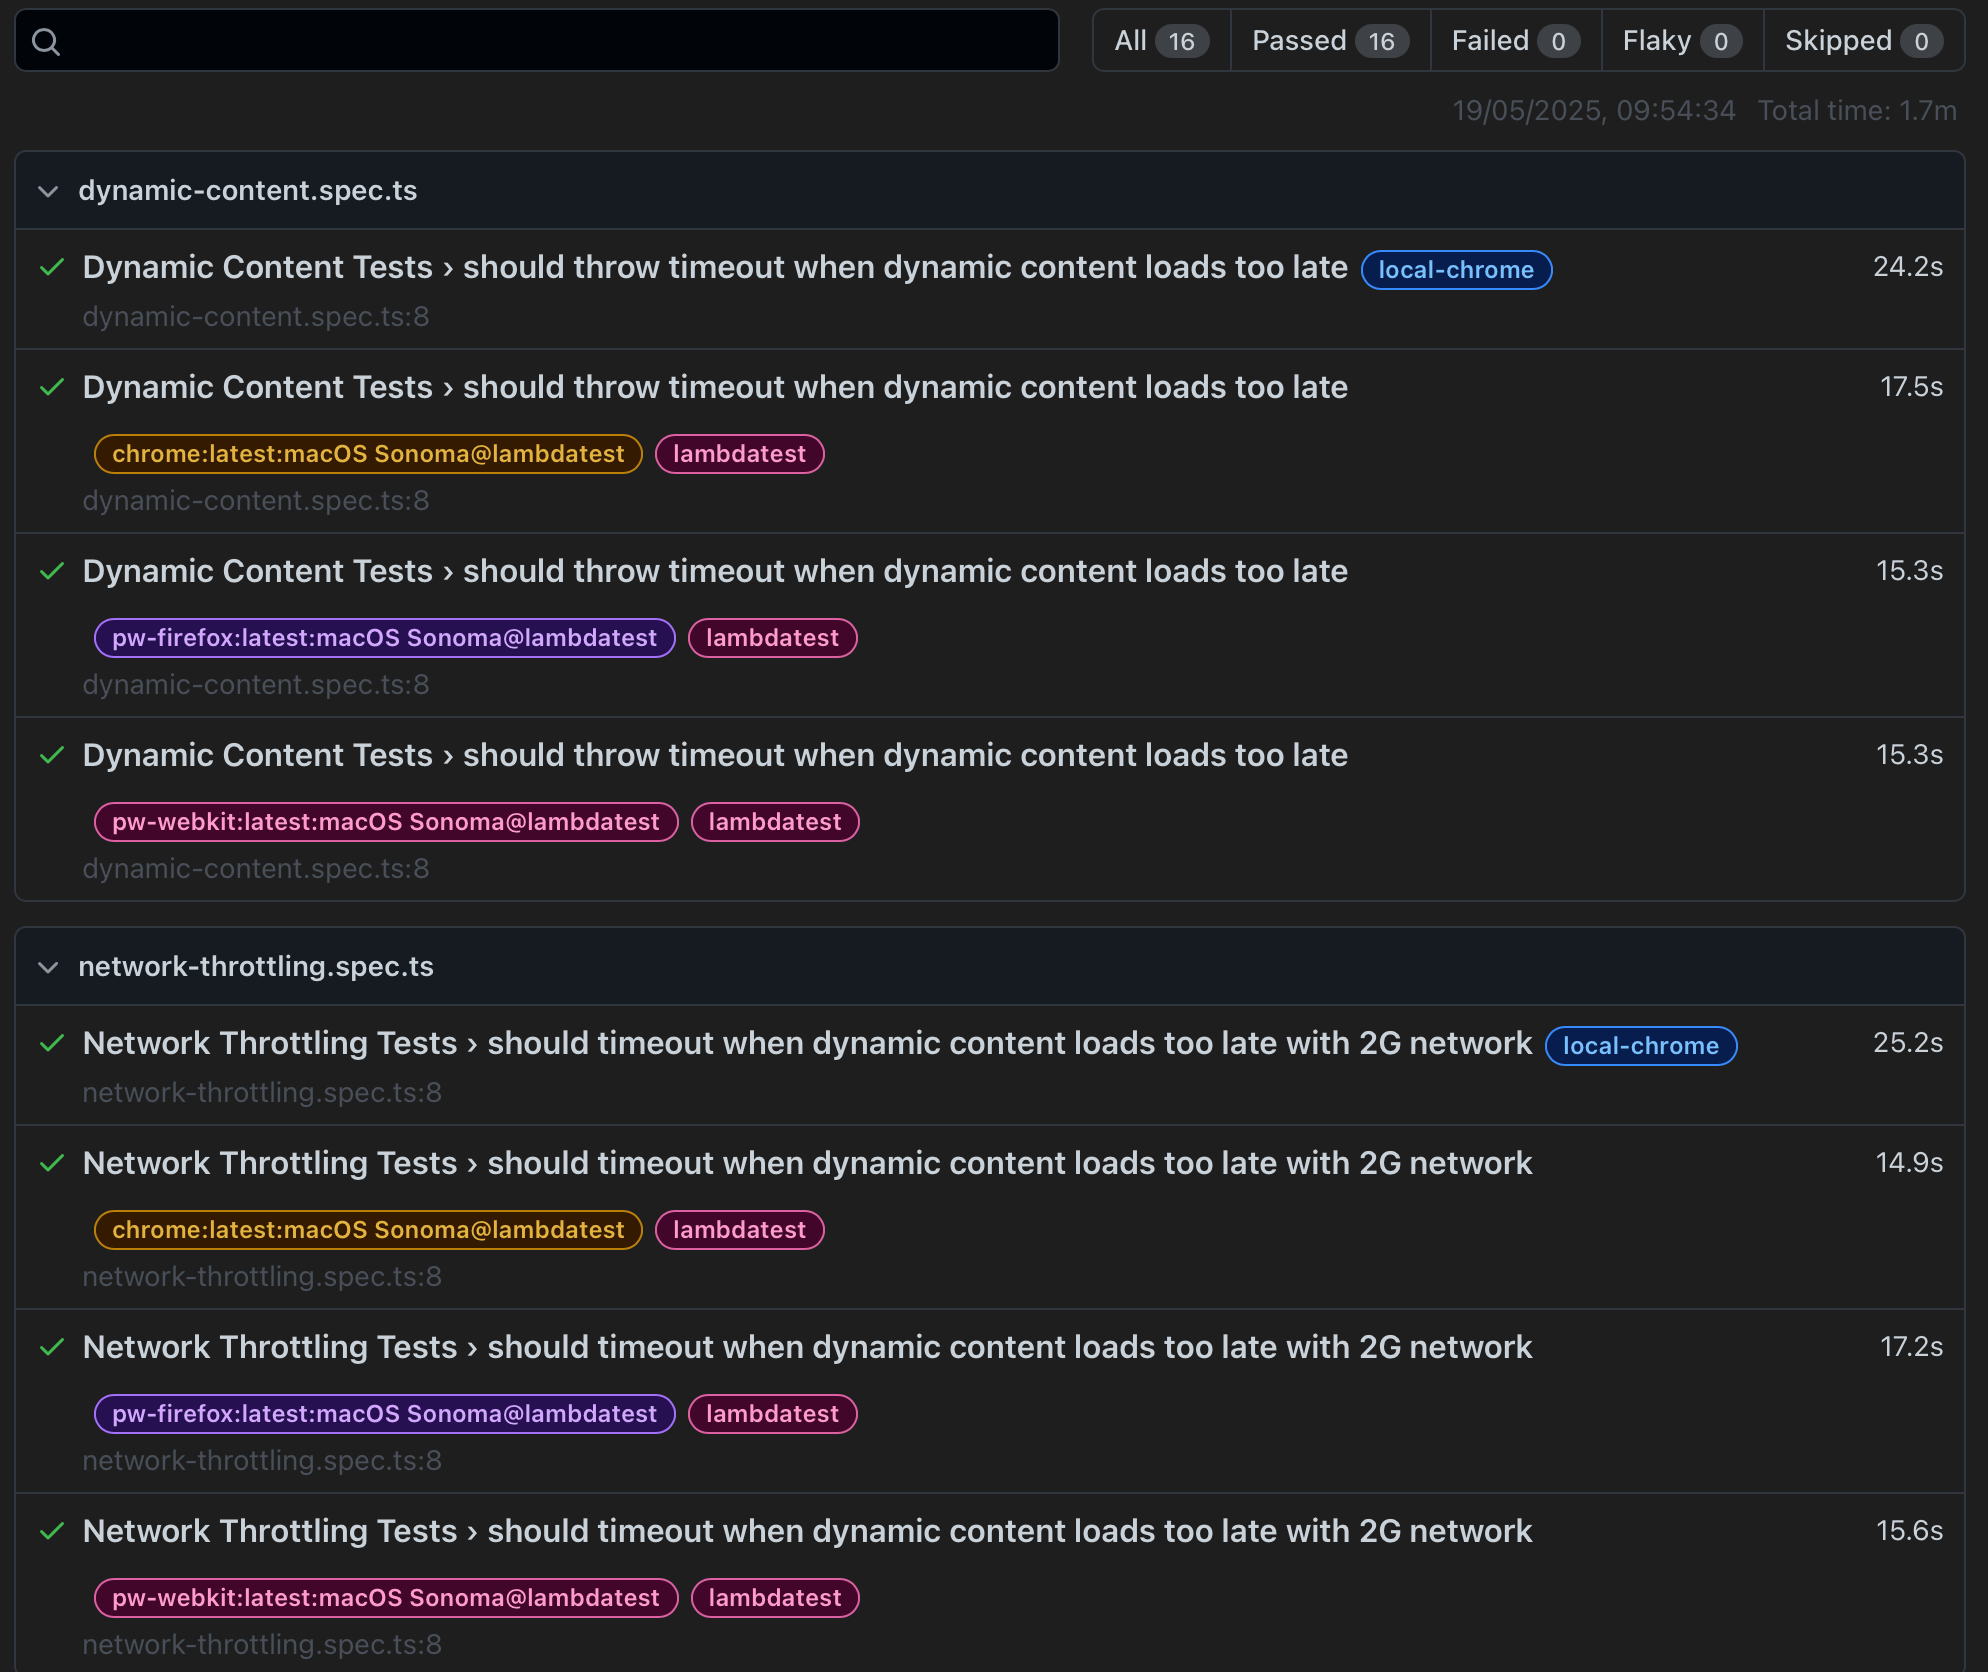 All 16 Passed 16 Failed 0 Flaky 0 Skipped 0
19/05/2025, 09:54:34 Total time: 1.7m
dynamic-content.spec.ts
Dynamic Content Tests › should throw timeout when dynamic content loads too late local-chrome 24.2s
dynamic-content.spec.ts:8
Dynamic Content Tests › should throw timeout when dynamic content loads too late 17.5s
chrome:latest:macOS Sonoma@lambdatest lambdatest
dynamic-content.spec.ts:8
Dynamic Content Tests › should throw timeout when dynamic content loads too late 15.3s
pw-firefox:latest:macOS Sonoma@lambdatest lambdatest
dynamic-content.spec.ts:8
Dynamic Content Tests › should throw timeout when dynamic content loads too late 15.3s
pw-webkit:latest:macOS Sonoma@lambdatest lambdatest
dynamic-content.spec.ts:8
network-throttling.spec.ts
Network Throttling Tests › should timeout when dynamic content loads too late with 2G network local-chrome 25.2s
network-throttling.spec.ts:8
Network Throttling Tests › should timeout when dynamic content loads too late with 2G network 14.9s
chrome:latest:macOS Sonoma@lambdatest lambdatest
network-throttling.spec.ts:8
Network Throttling Tests › should timeout when dynamic content loads too late with 2G network 17.2s
pw-firefox:latest:macOS Sonoma@lambdatest lambdatest
network-throttling.spec.ts:8
Network Throttling Tests › should timeout when dynamic content loads too late with 2G network 15.6s
pw-webkit:latest:macOS Sonoma@lambdatest lambdatest
network-throttling.spec.ts:8